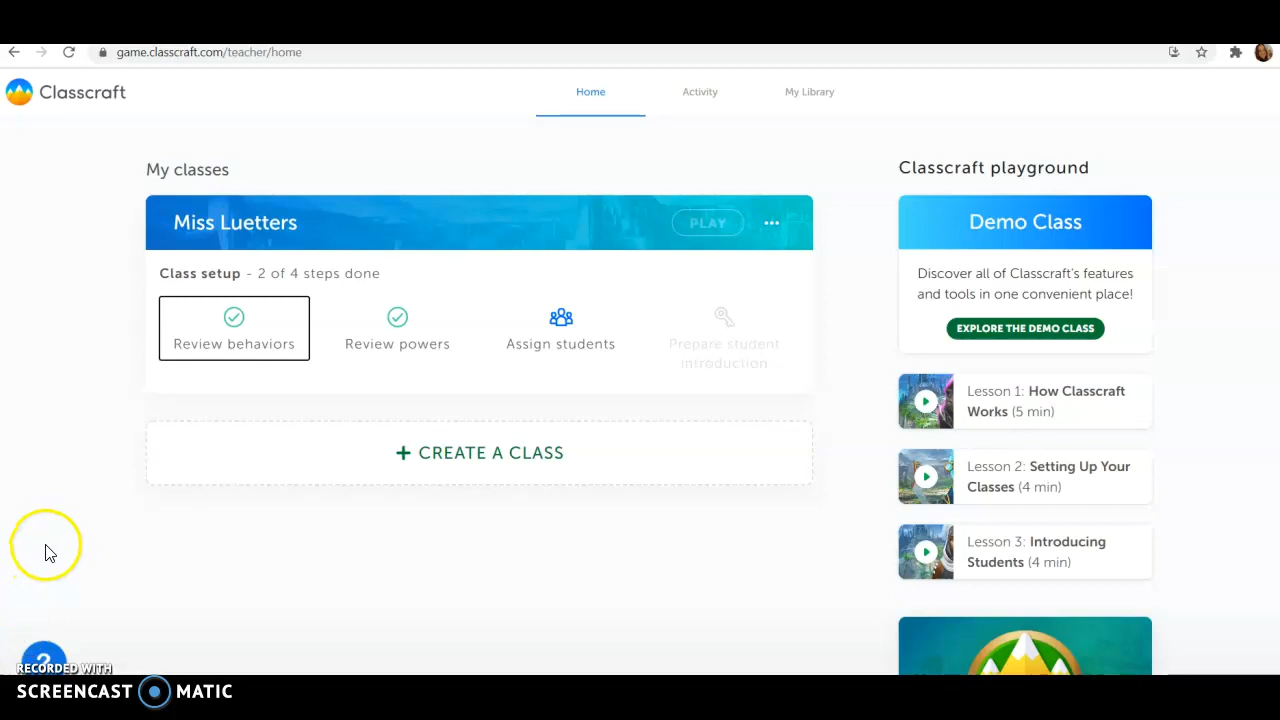 game.classcraft.com/teacher/home
Classcraft
Home
Activity
My Library
My classes
Miss Luetters
PLAY
Class setup - 2 of 4 steps done
Review behaviors
Review powers
Assign students
Prepare student
introduction
+ CREATE A CLASS
Classcraft playground
Demo Class
Discover all of Classcraft's features
and tools in one convenient place!
EXPLORE THE DEMO CLASS
Lesson 1: How Classcraft
Works (5 min)
Lesson 2: Setting Up Your
Classes (4 min)
Lesson 3: Introducing
Students (4 min)
?
RECORDED WITH
SCREENCAST MATIC